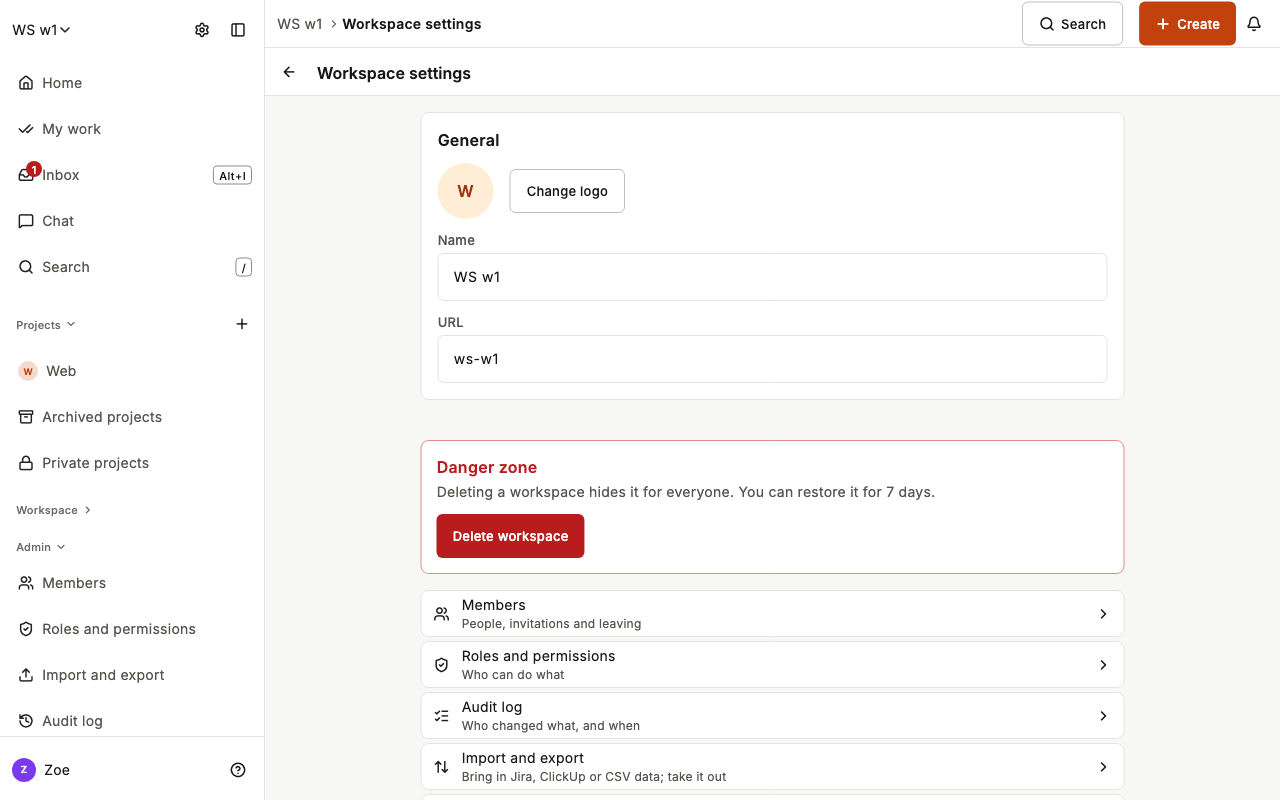 WS w1
Home
My work
1
Inbox
Alt+I
Chat
Search
/
Projects
W
Web
Archived projects
Private projects
Workspace
Admin
Members
Roles and permissions
Import and export
Audit log
Z
Zoe
WS w1
Workspace settings
Search
Create
Workspace settings
General
W
Change logo
Name
WS w1
URL
ws-w1
Danger zone
Deleting a workspace hides it for everyone. You can restore it for 7 days.
Delete workspace
Members
People, invitations and leaving
Roles and permissions
Who can do what
Audit log
Who changed what, and when
Import and export
Bring in Jira, ClickUp or CSV data; take it out